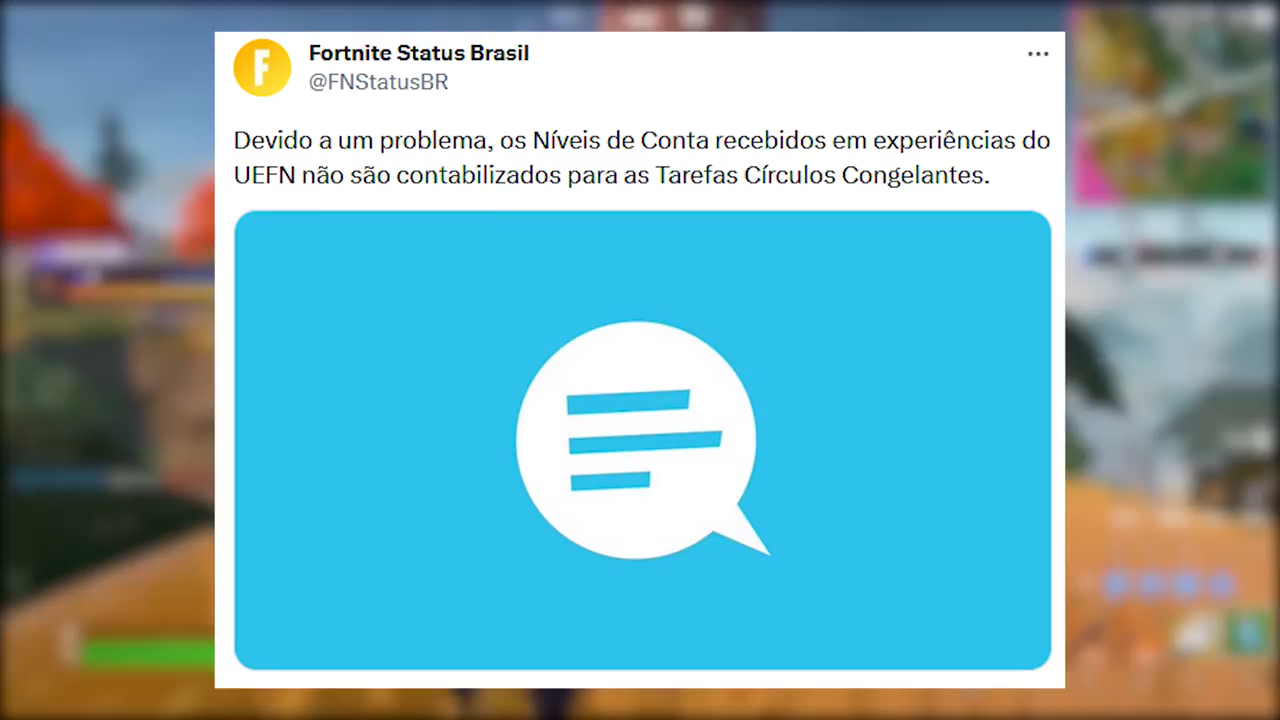 Fortnite Status Brasil
@FNStatusBR
Devido a um problema, os Níveis de Conta recebidos em experiências do
UEFN não são contabilizados para as Tarefas Círculos Congelantes.